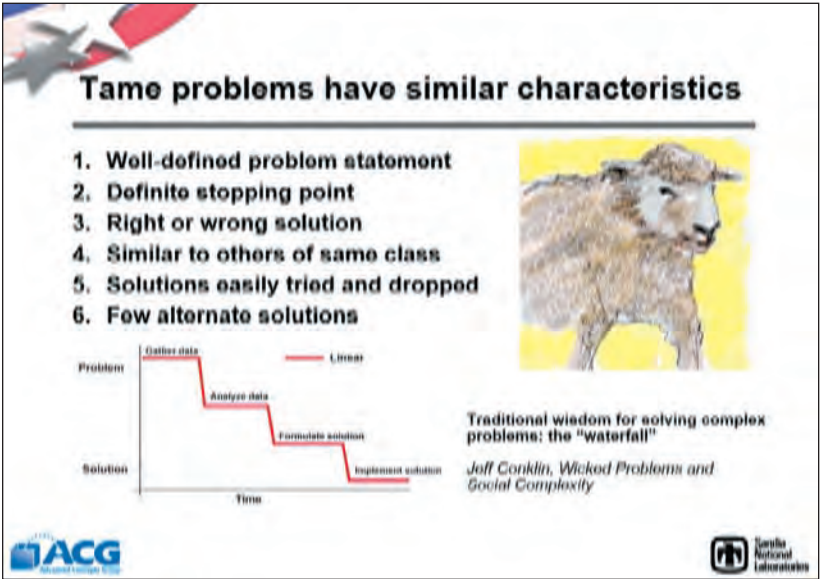 Tame problems have similar characteristics
1. Well-defined problem statement
2. Definite stopping point
3. Right or wrong solution
4. Similar to others of same class
5. Solutions easily tried and dropped
6. Few alternate solutions
Gather data
Linear
Problem
Analyze data
Formulate solution
Solution
Implement solution
Time
Traditional wisdom for solving complex
problems: the "waterfall"
Jeff Conklin, Wicked Problems and
Social Complexity
ACG
Advanced Concepts Group
Sandia
National
Laboratories